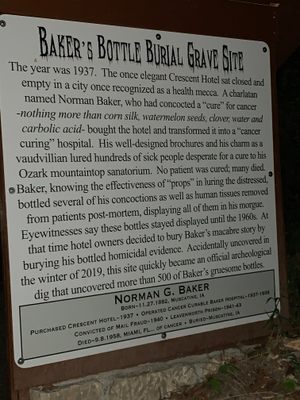 BAKER'S BOTTLE BURIAL GRAVE SITE
The year was 1937. The once elegant Crescent Hotel sat closed and
empty in a city once recognized as a health mecca. A charlatan
named Norman Baker, who had concocted a "cure" for cancer
-nothing more than corn silk, watermelon seeds, clover, water and
carbolic acid- bought the hotel and transformed it into a "cancer
curing" hospital. His well-designed brochures and his charm as a
vaudvillian lured hundreds of sick people desperate for a cure to his
Ozark mountaintop sanatorium. No patient was cured; many died.
Baker, knowing the effectiveness of "props" in luring the distressed,
bottled several of his concoctions as well as human tissues removed
from patients post-mortem, displaying all of them in his morgue.
Eyewitnesses say these bottles stayed displayed until the 1960s. At
that time hotel owners decided to bury Baker's macabre story by
burying his bottled homicidal evidence. Accidentally uncovered in
the winter of 2019, this site quickly became an official archeological
dig that uncovered more than 500 of Baker's gruesome bottles.
NORMAN G. BAKER
BORN-11.27.1882, MUSCATINE, IA
PURCHASED CRESCENT HOTEL-1937 • OPERATED CANCER CURABLE BAKER HOSPITAL-1937-1939
CONVICTED OF MAIL FRAUD-1940 • LEAVENWORTH PRISON-1941-43
DIED-9.8.1958, MIAMI, FL., OF CANCER • BURIED-MUSCATINE, IA